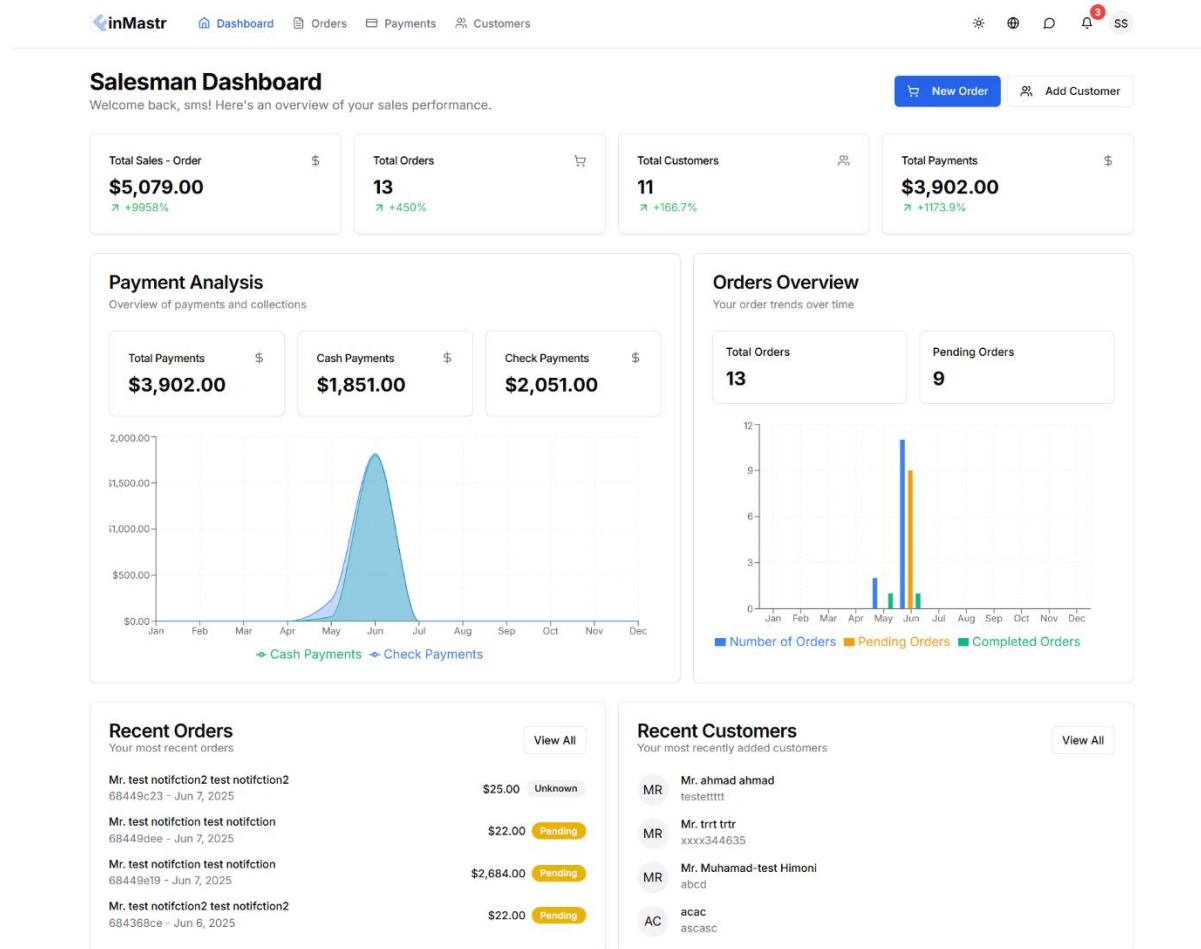 inMastr
Dashboard
Orders
Payments
Customers
3
SS
Salesman Dashboard
Welcome back, sms! Here's an overview of your sales performance.
New Order
Add Customer
Total Sales - Order
$5,079.00
+9958%
Total Orders
13
+450%
Total Customers
11
+166.7%
Total Payments
$3,902.00
+1173.9%
Payment Analysis
Overview of payments and collections
Total Payments
$3,902.00
Cash Payments
$1,851.00
Check Payments
$2,051.00
2,000.00
$1,500.00
$1,000.00
$500.00
$0.00
Jan Feb Mar Apr May Jun Jul Aug Sep Oct Nov Dec
Cash Payments Check Payments
Orders Overview
Your order trends over time
Total Orders
13
Pending Orders
9
12
9
6
3
0
Jan Feb Mar Apr May Jun Jul Aug Sep Oct Nov Dec
Number of Orders Pending Orders Completed Orders
Recent Orders
Your most recent orders
View All
Mr. test notifction2 test notifction2
68449c23 - Jun 7, 2025
$25.00 Unknown
Mr. test notifction test notifction
68449dee - Jun 7, 2025
$22.00 Pending
Mr. test notifction test notifction
68449e19 - Jun 7, 2025
$2,684.00 Pending
Mr. test notifction2 test notifction2
684368ce - Jun 6, 2025
$22.00 Pending
Recent Customers
Your most recently added customers
View All
MR
Mr. ahmad ahmad
testettttt
MR
Mr. trrt trtr
xxxx344635
MR
Mr. Muhamad-test Himoni
abcd
AC
acac
ascasc